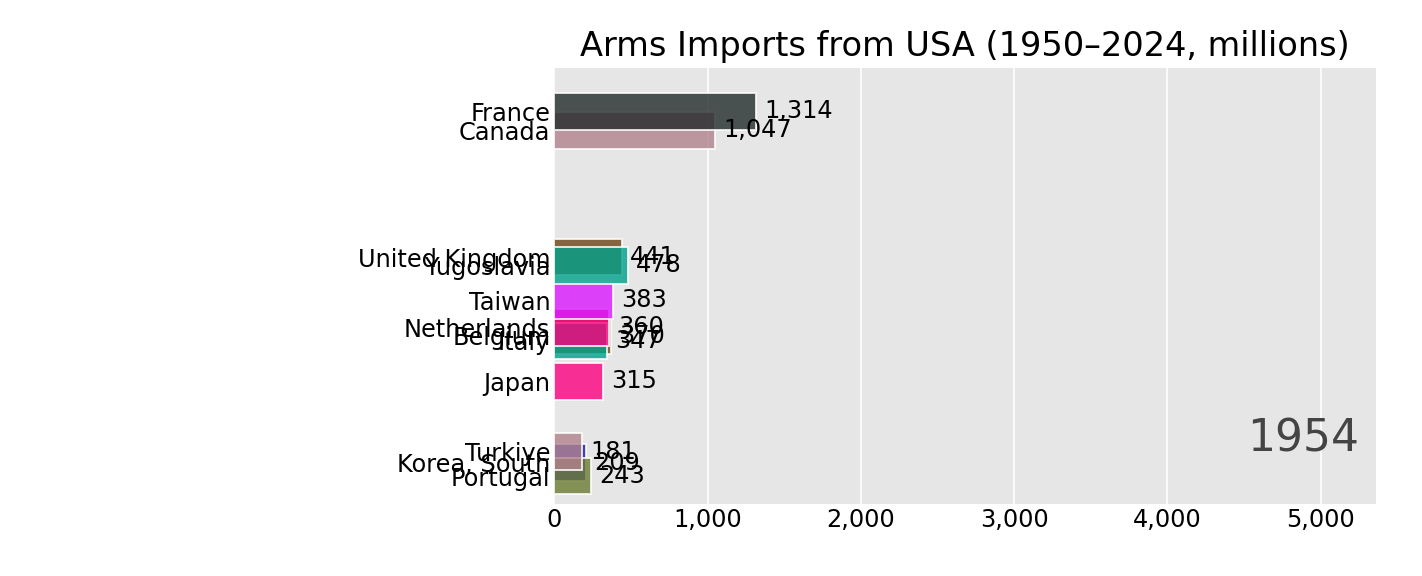 Arms Imports from USA (1950–2024, millions)
France 1,314
Canada 1,047
United Kingdom 441
Yugoslavia 478
Taiwan 383
Netherlands 360
Belgium 370
Italy 347
Japan 315
1954
Turkiye 181
Korea, South 209
Portugal 243
0 1,000 2,000 3,000 4,000 5,000